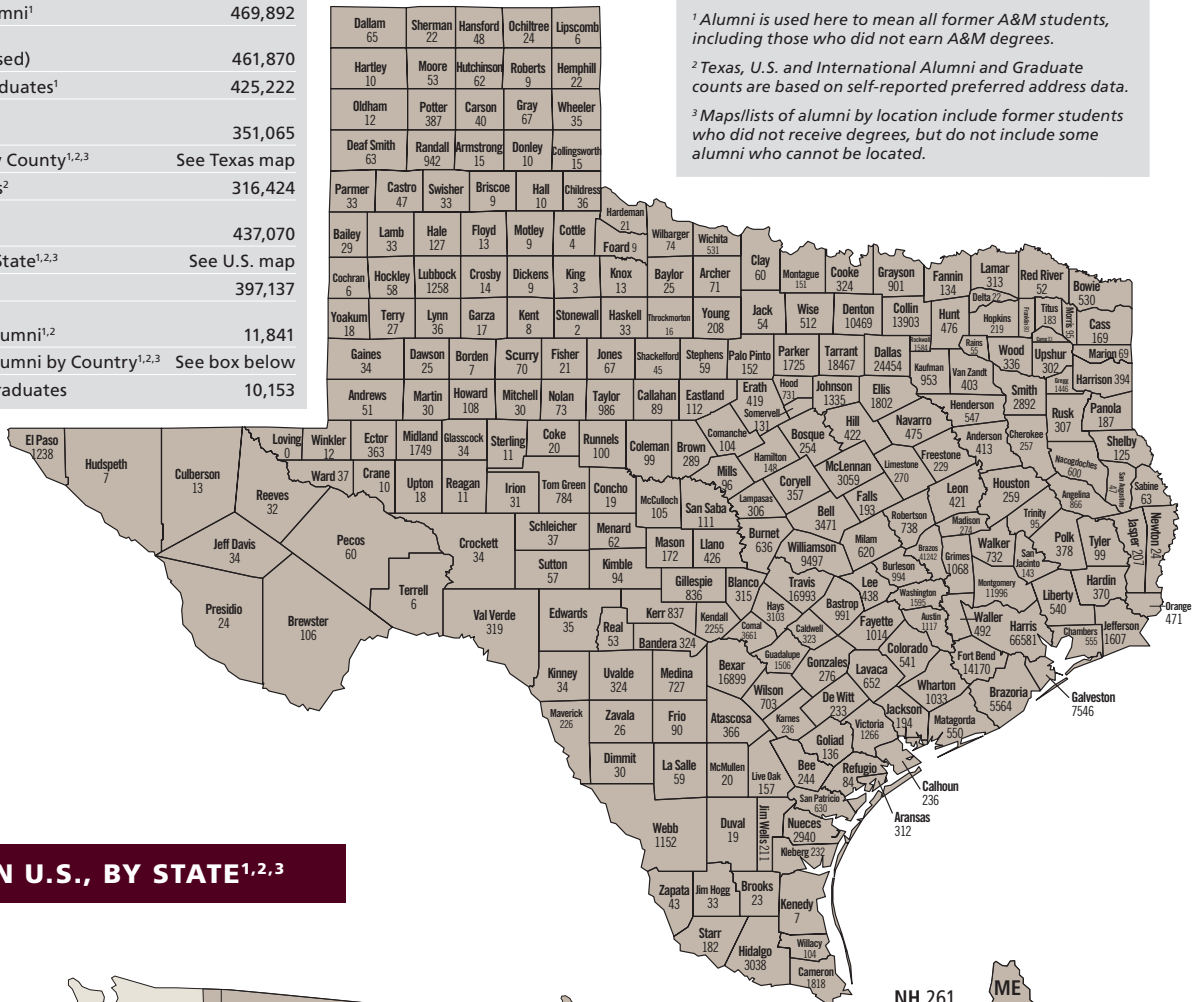 mni¹ 469,892
sed) 461,870
duates¹ 425,222
351,065
y County¹,²,³ See Texas map
s² 316,424
437,070
State¹,²,³ See U.S. map
397,137
umni¹,² 11,841
umni by Country¹,²,³ See box below
raduates 10,153
¹ Alumni is used here to mean all former A&M students,
including those who did not earn A&M degrees.
² Texas, U.S. and International Alumni and Graduate
counts are based on self-reported preferred address data.
³ Maps/lists of alumni by location include former students
who did not receive degrees, but do not include some
alumni who cannot be located.
Dallam 65
Sherman 22
Hansford 48
Ochiltree 24
Lipscomb 6
Hartley 10
Moore 53
Hutchinson 62
Roberts 9
Hemphill 22
Oldham 12
Potter 387
Carson 40
Gray 67
Wheeler 35
Deaf Smith 63
Randall 942
Armstrong 15
Donley 10
Collingsworth 15
Parmer 33
Castro 47
Swisher 33
Briscoe 9
Hall 10
Childress 36
Hardeman 21
Bailey 29
Lamb 33
Hale 127
Floyd 13
Motley 9
Cottle 4
Foard 9
Wilbarger 74
Wichita 531
Clay 60
Montague 151
Cooke 324
Grayson 901
Fannin 134
Lamar 313
Red River 52
Bowie 530
Cochran 6
Hockley 58
Lubbock 1258
Crosby 14
Dickens 9
King 3
Knox 13
Baylor 25
Archer 71
Delta 22
Yoakum 18
Terry 27
Lynn 36
Garza 17
Kent 8
Stonewall 2
Haskell 33
Throckmorton 16
Young 208
Jack 54
Wise 512
Denton 10469
Collin 13903
Hunt 476
Hopkins 219
Titus 183
Cass 169
Gaines 34
Dawson 25
Borden 7
Scurry 70
Fisher 21
Jones 67
Shackelford 45
Stephens 59
Palo Pinto 152
Parker 1725
Tarrant 18467
Dallas 24454
Rockwall 1584
Kaufman 953
Rains 55
Van Zandt 403
Wood 336
Upshur 302
Marion 69
Andrews 51
Martin 30
Howard 108
Mitchell 30
Nolan 73
Taylor 986
Callahan 89
Eastland 112
Erath 419
Hood 731
Somervell 131
Johnson 1335
Ellis 1802
Henderson 547
Smith 2892
Gregg 1446
Harrison 394
Rusk 307
Panola 187
El Paso 1238
Hudspeth 7
Culberson 13
Loving 0
Winkler 12
Ector 363
Midland 1749
Glasscock 34
Sterling 11
Coke 20
Runnels 100
Coleman 99
Brown 289
Comanche 104
Hamilton 148
Bosque 254
Hill 422
Navarro 475
Anderson 413
Cherokee 257
Nacogdoches 600
Shelby 125
Reeves 32
Ward 37
Crane 10
Upton 18
Reagan 11
Irion 31
Tom Green 784
Concho 19
McCulloch 105
San Saba 111
Mills 96
Lampasas 306
Coryell 357
McLennan 3059
Limestone 270
Freestone 229
Leon 421
Houston 259
Angelina 866
San Augustine 47
Sabine 63
Jeff Davis 34
Pecos 60
Crockett 34
Schleicher 37
Menard 62
Mason 172
Llano 426
Burnet 636
Bell 3471
Falls 193
Robertson 738
Madison 274
Walker 732
Trinity 95
Polk 378
Tyler 99
Jasper 207
Newton 24
Presidio 24
Brewster 106
Terrell 6
Sutton 57
Kimble 94
Gillespie 836
Blanco 315
Williamson 9497
Milam 620
Brazos 41242
Grimes 1068
San Jacinto 143
Hardin 370
Val Verde 319
Edwards 35
Real 53
Kerr 837
Bandera 324
Kendall 2255
Hays 3103
Travis 16993
Lee 438
Burleson 994
Washington 1595
Montgomery 11996
Liberty 540
Orange 471
Comal 3661
Caldwell 323
Bastrop 991
Fayette 1014
Austin 1117
Waller 492
Harris 66581
Chambers 555
Jefferson 1607
Kinney 34
Uvalde 324
Medina 727
Bexar 16899
Guadalupe 1506
Gonzales 276
Lavaca 652
Colorado 541
Fort Bend 14170
Wilson 703
De Witt 233
Wharton 1033
Brazoria 5564
Galveston 7546
Maverick 226
Zavala 26
Frio 90
Atascosa 366
Karnes 236
Goliad 136
Victoria 1266
Jackson 194
Matagorda 550
Dimmit 30
La Salle 59
McMullen 20
Live Oak 157
Bee 244
Refugio 84
Calhoun 236
Aransas 312
San Patricio 630
Webb 1152
Duval 19
Jim Wells 211
Nueces 2940
Kleberg 232
Zapata 43
Jim Hogg 33
Brooks 23
Kenedy 7
Starr 182
Hidalgo 3038
Willacy 104
Cameron 1818
N U.S., BY STATE¹,²,³
NH 261
ME